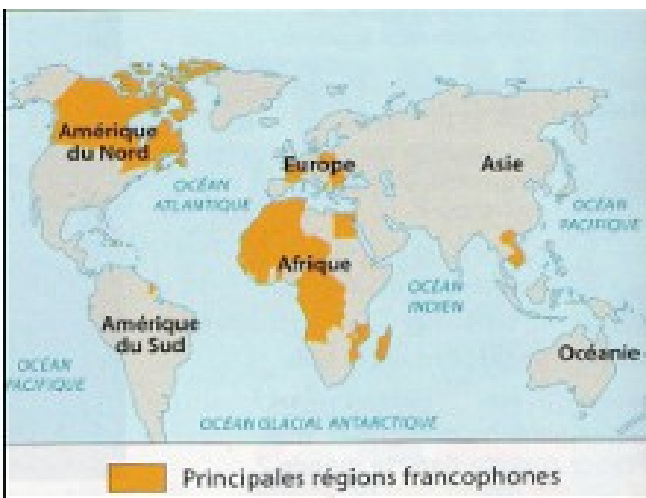 Amérique
du Nord
Europe
Asie
OCÉAN
ATLANTIQUE
OCÉAN
PACIFIQUE
Afrique
OCÉAN
INDIEN
Amérique
du Sud
Océanie
OCÉAN
PACIFIQUE
OCÉAN GLACIAL ANTARCTIQUE
Principales régions francophones